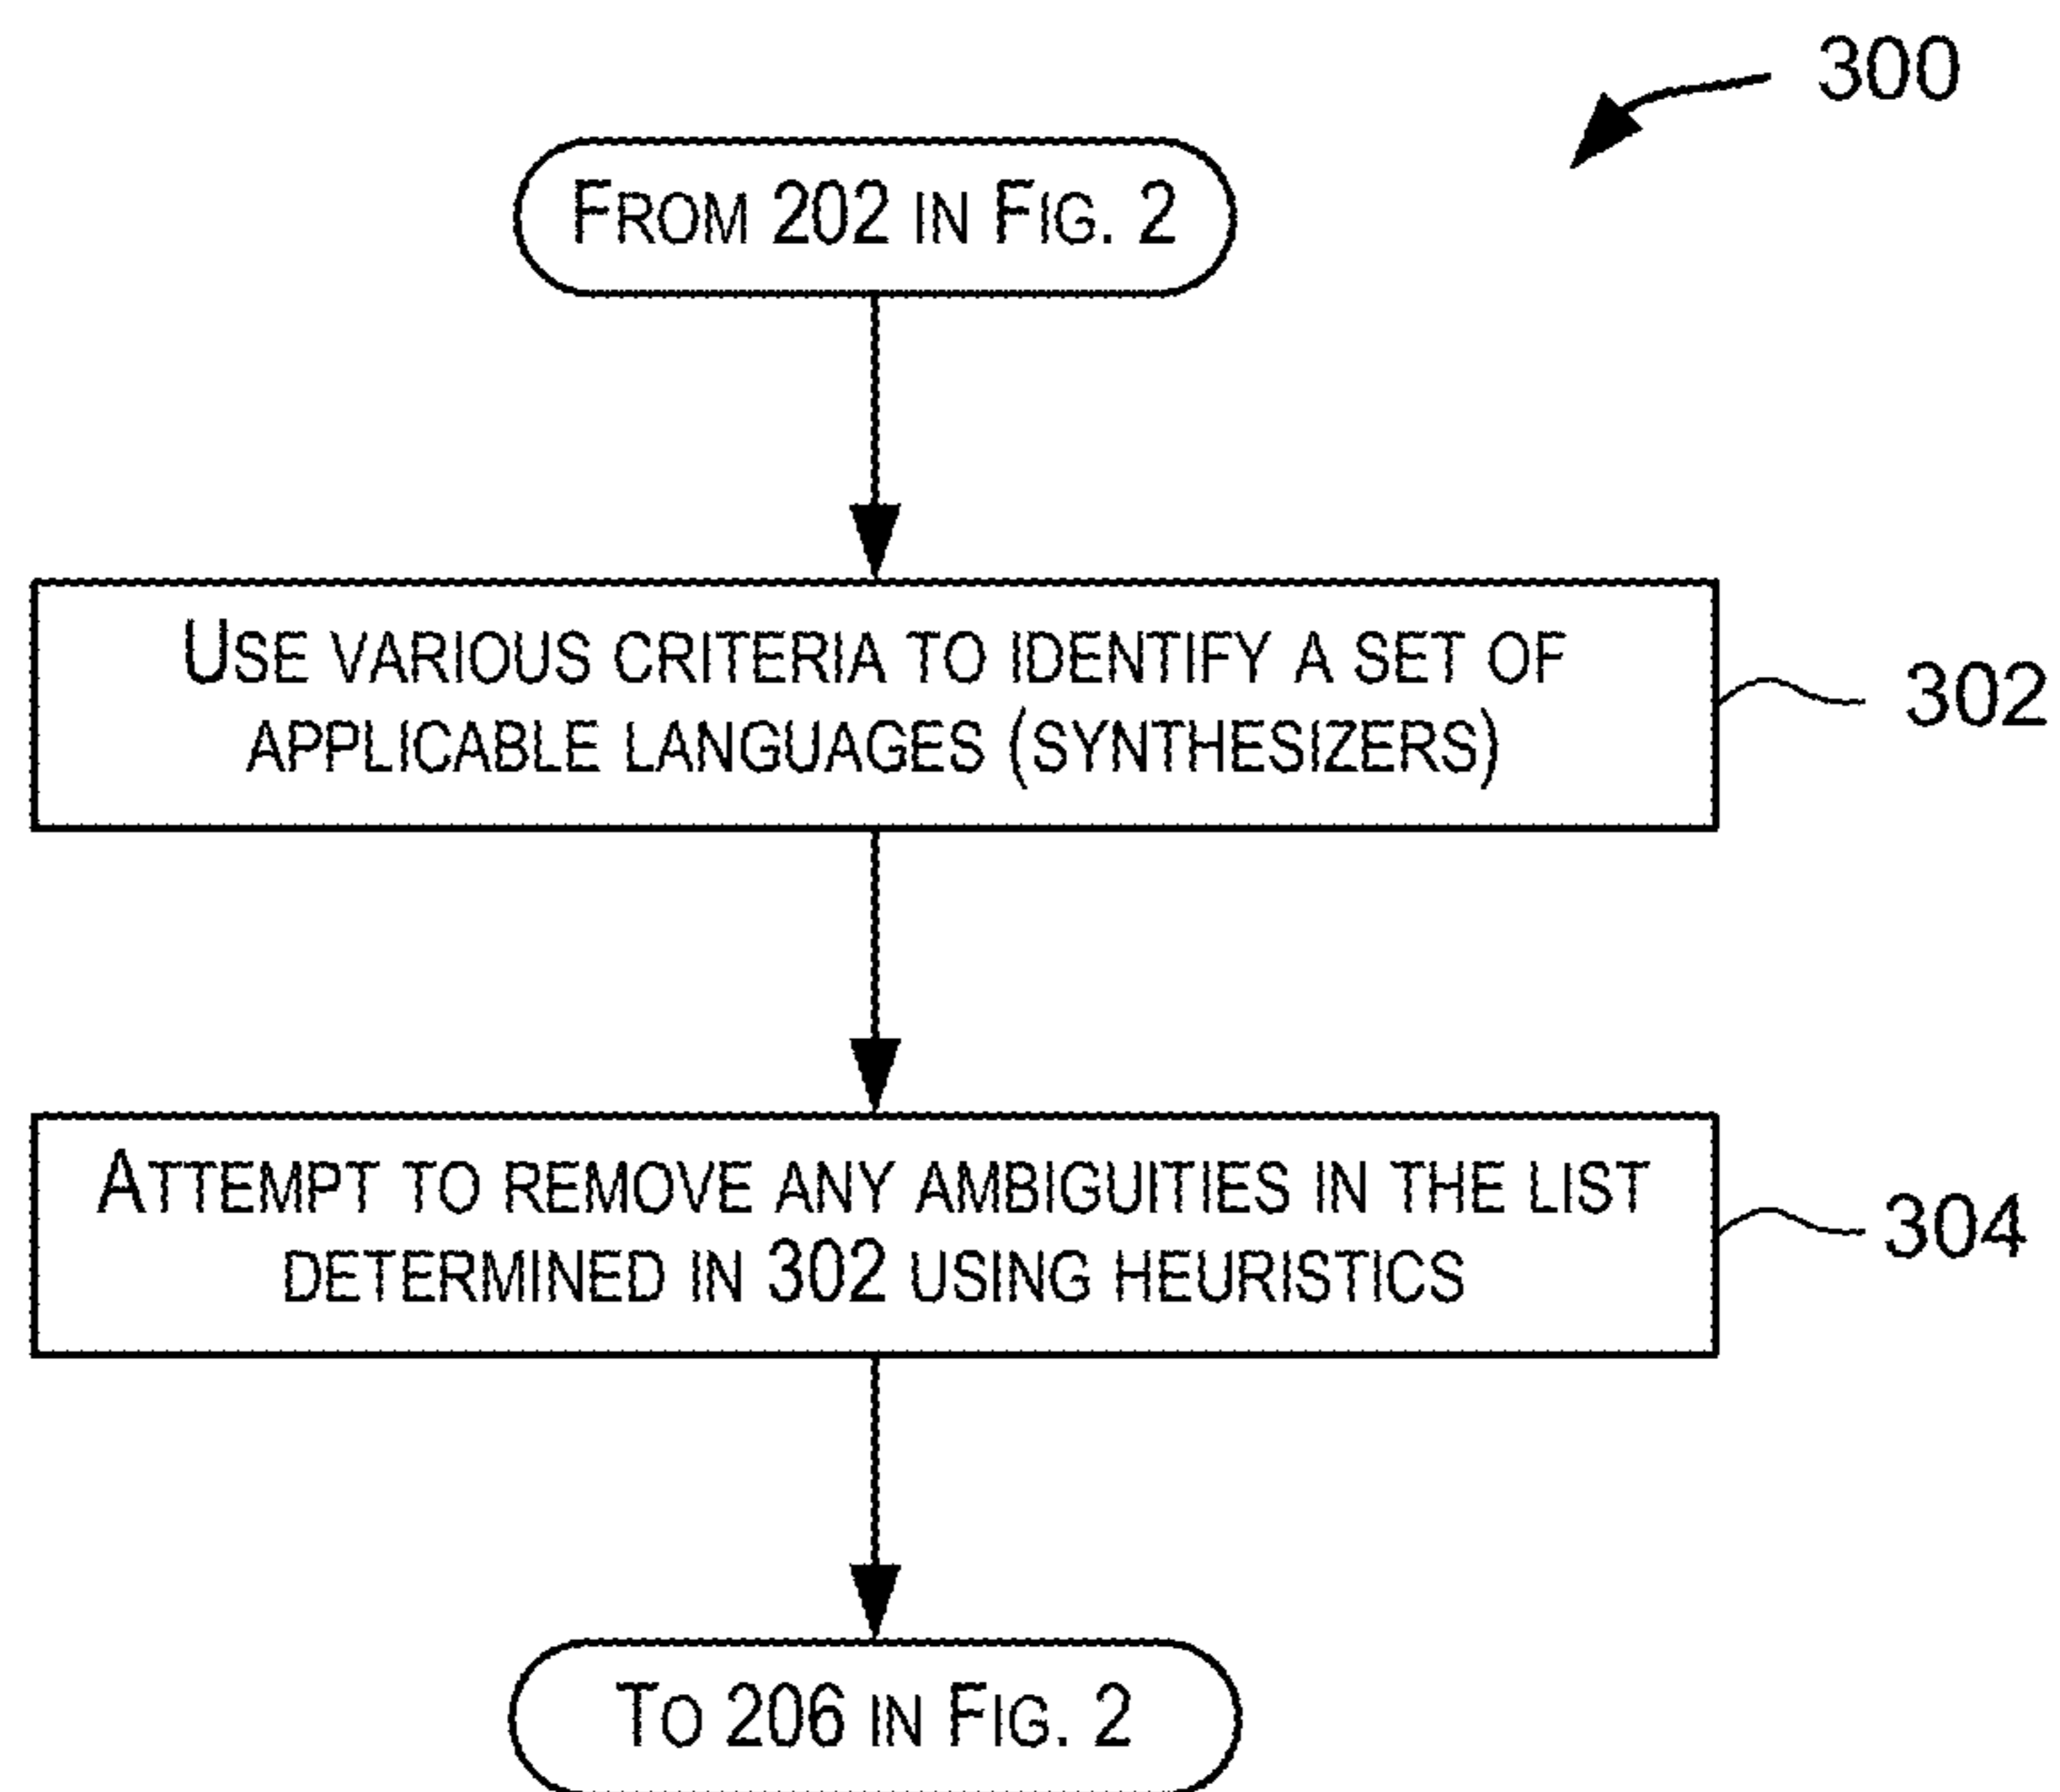 300
FROM 202 IN FIG. 2
USE VARIOUS CRITERIA TO IDENTIFY A SET OF
APPLICABLE LANGUAGES (SYNTHESIZERS)
302
ATTEMPT TO REMOVE ANY AMBIGUITIES IN THE LIST
DETERMINED IN 302 USING HEURISTICS
304
TO 206 IN FIG. 2